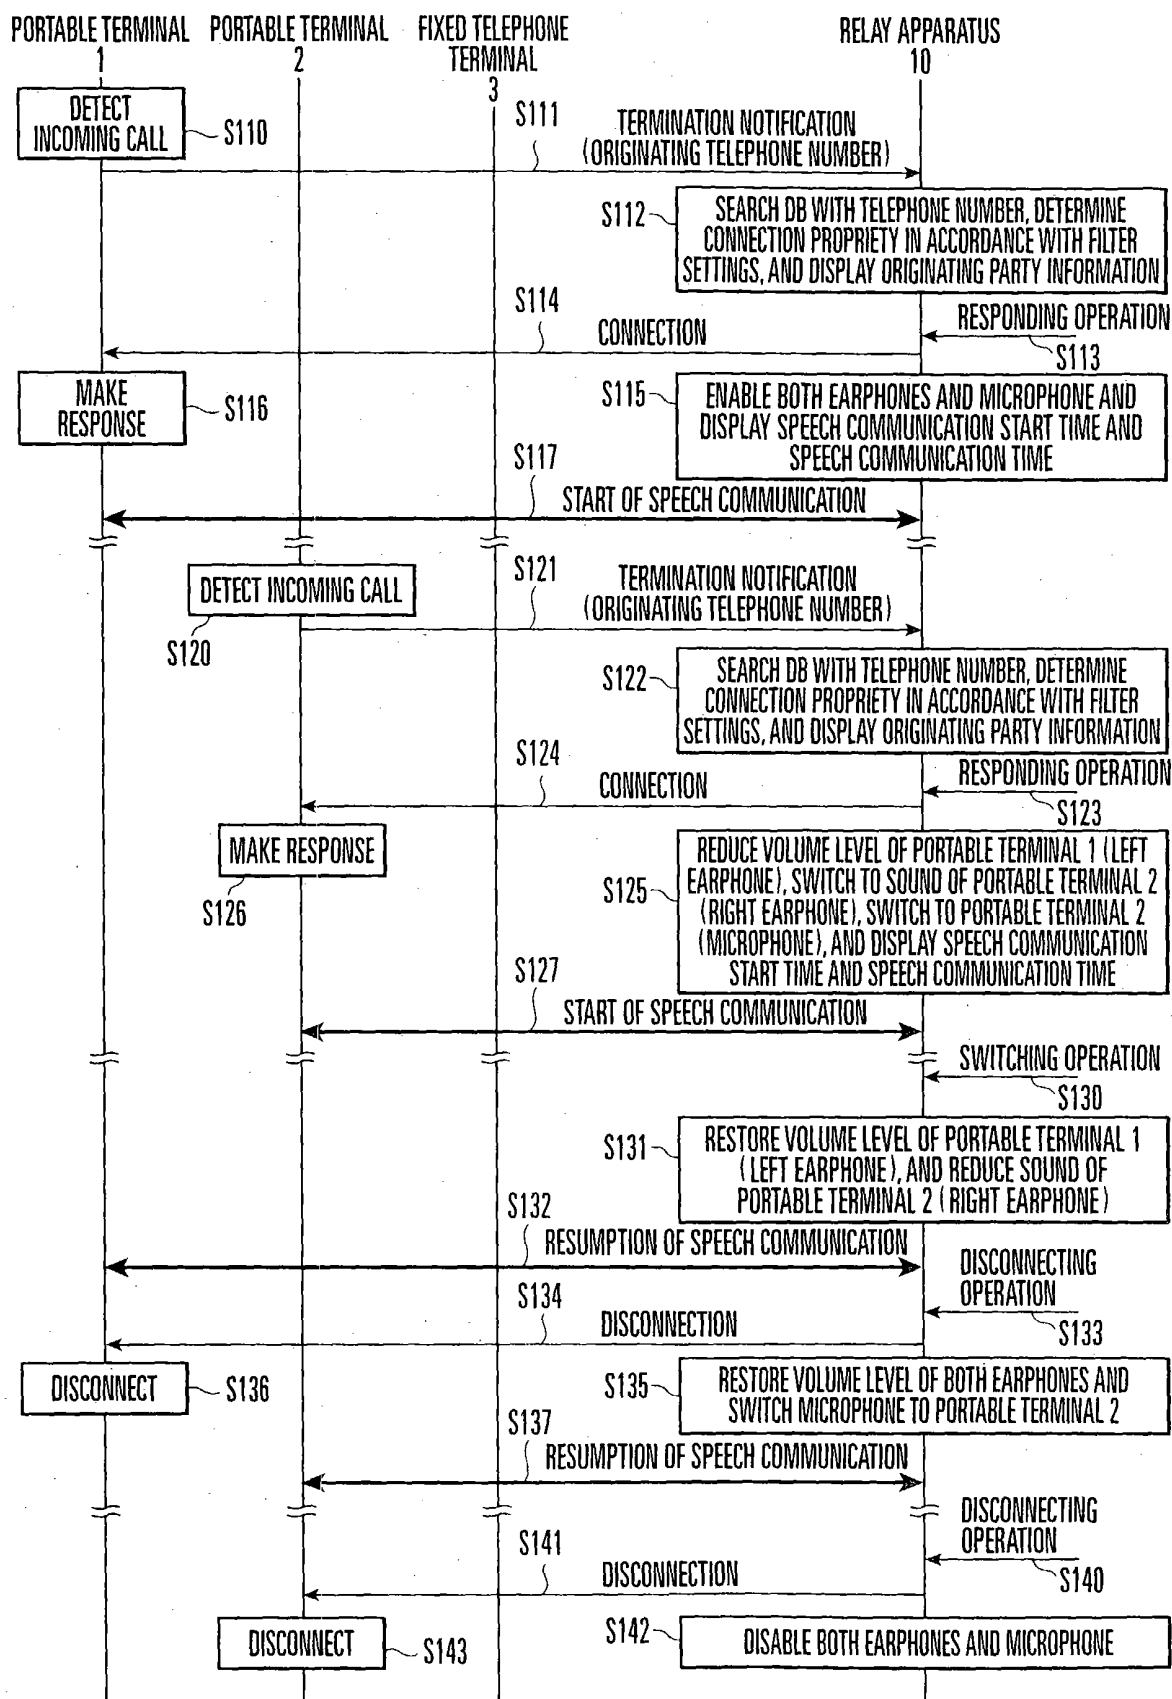 PORTABLE TERMINAL
1
PORTABLE TERMINAL
2
FIXED TELEPHONE
TERMINAL
3
RELAY APPARATUS
10
DETECT
INCOMING CALL
S110
S111
TERMINATION NOTIFICATION
(ORIGINATING TELEPHONE NUMBER)
S112
SEARCH DB WITH TELEPHONE NUMBER, DETERMINE
CONNECTION PROPRIETY IN ACCORDANCE WITH FILTER
SETTINGS, AND DISPLAY ORIGINATING PARTY INFORMATION
S114
CONNECTION
RESPONDING OPERATION
S113
MAKE
RESPONSE
S116
S115
ENABLE BOTH EARPHONES AND MICROPHONE AND
DISPLAY SPEECH COMMUNICATION START TIME AND
SPEECH COMMUNICATION TIME
S117
START OF SPEECH COMMUNICATION
DETECT INCOMING CALL
S120
S121
TERMINATION NOTIFICATION
(ORIGINATING TELEPHONE NUMBER)
S122
SEARCH DB WITH TELEPHONE NUMBER, DETERMINE
CONNECTION PROPRIETY IN ACCORDANCE WITH FILTER
SETTINGS, AND DISPLAY ORIGINATING PARTY INFORMATION
S124
CONNECTION
RESPONDING OPERATION
S123
MAKE RESPONSE
S126
S125
REDUCE VOLUME LEVEL OF PORTABLE TERMINAL 1 (LEFT
EARPHONE), SWITCH TO SOUND OF PORTABLE TERMINAL 2
(RIGHT EARPHONE), SWITCH TO PORTABLE TERMINAL 2
(MICROPHONE), AND DISPLAY SPEECH COMMUNICATION
START TIME AND SPEECH COMMUNICATION TIME
S127
START OF SPEECH COMMUNICATION
SWITCHING OPERATION
S130
S131
RESTORE VOLUME LEVEL OF PORTABLE TERMINAL 1
(LEFT EARPHONE), AND REDUCE SOUND OF
PORTABLE TERMINAL 2 (RIGHT EARPHONE)
S132
RESUMPTION OF SPEECH COMMUNICATION
DISCONNECTING
OPERATION
S133
S134
DISCONNECTION
DISCONNECT
S136
S135
RESTORE VOLUME LEVEL OF BOTH EARPHONES AND
SWITCH MICROPHONE TO PORTABLE TERMINAL 2
S137
RESUMPTION OF SPEECH COMMUNICATION
DISCONNECTING
OPERATION
S140
S141
DISCONNECTION
DISCONNECT
S143
S142
DISABLE BOTH EARPHONES AND MICROPHONE